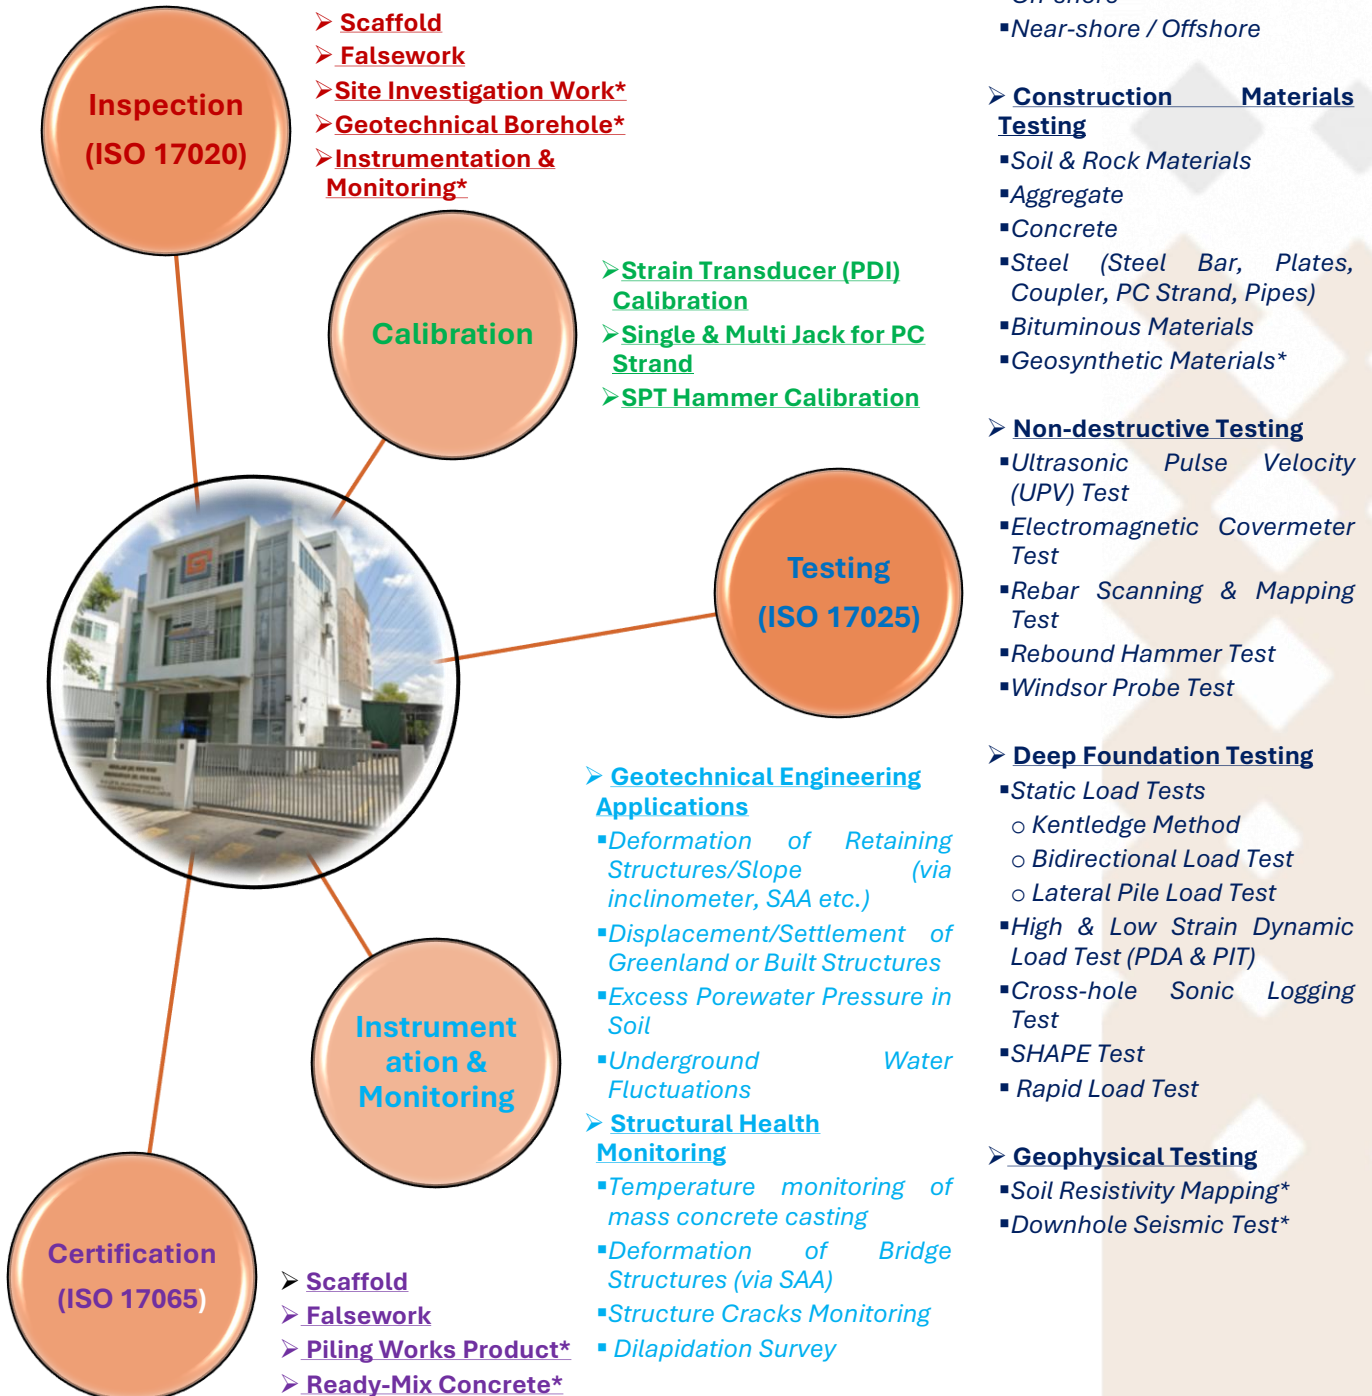 Inspection
(ISO 17020)
➢ Scaffold
➢ Falsework
➢ Site Investigation Work*
➢ Geotechnical Borehole*
➢ Instrumentation &
Monitoring*
Calibration
➢ Strain Transducer (PDI)
Calibration
➢ Single & Multi Jack for PC
Strand
➢ SPT Hammer Calibration
Testing
(ISO 17025)
▪Near-shore / Offshore
➢ Construction Materials
Testing
▪Soil & Rock Materials
▪Aggregate
▪Concrete
▪Steel (Steel Bar, Plates,
Coupler, PC Strand, Pipes)
▪Bituminous Materials
▪Geosynthetic Materials*
➢ Non-destructive Testing
▪Ultrasonic Pulse Velocity
(UPV) Test
▪Electromagnetic Covermeter
Test
▪Rebar Scanning & Mapping
Test
▪Rebound Hammer Test
▪Windsor Probe Test
➢ Deep Foundation Testing
▪Static Load Tests
o Kentledge Method
o Bidirectional Load Test
o Lateral Pile Load Test
▪High & Low Strain Dynamic
Load Test (PDA & PIT)
▪Cross-hole Sonic Logging
Test
▪SHAPE Test
▪ Rapid Load Test
➢ Geophysical Testing
▪Soil Resistivity Mapping*
▪Downhole Seismic Test*
Instrument
ation &
Monitoring
➢ Geotechnical Engineering
Applications
▪Deformation of Retaining
Structures/Slope (via
inclinometer, SAA etc.)
▪Displacement/Settlement of
Greenland or Built Structures
▪Excess Porewater Pressure in
Soil
▪Underground Water
Fluctuations
➢ Structural Health
Monitoring
▪Temperature monitoring of
mass concrete casting
▪Deformation of Bridge
Structures (via SAA)
▪Structure Cracks Monitoring
▪ Dilapidation Survey
Certification
(ISO 17065)
➢ Scaffold
➢ Falsework
➢ Piling Works Product*
➢ Ready-Mix Concrete*